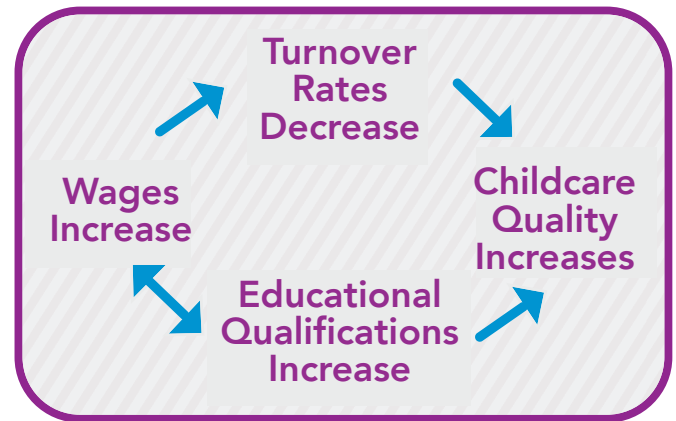 Turnover
Rates
Decrease
Wages
Increase
Childcare
Quality
Increases
Educational
Qualifications
Increase